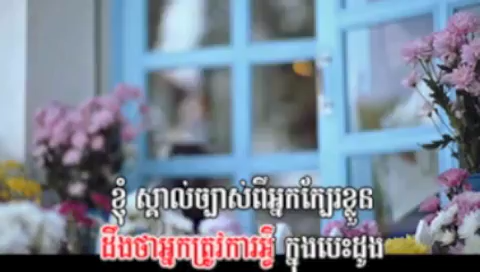 ខ្ញុំ ស្គាល់ច្បាស់ពីអ្នកក្បែរខ្លួន
ដឹងថាអ្នកត្រូវការអ្វី ក្នុងបេះដូង